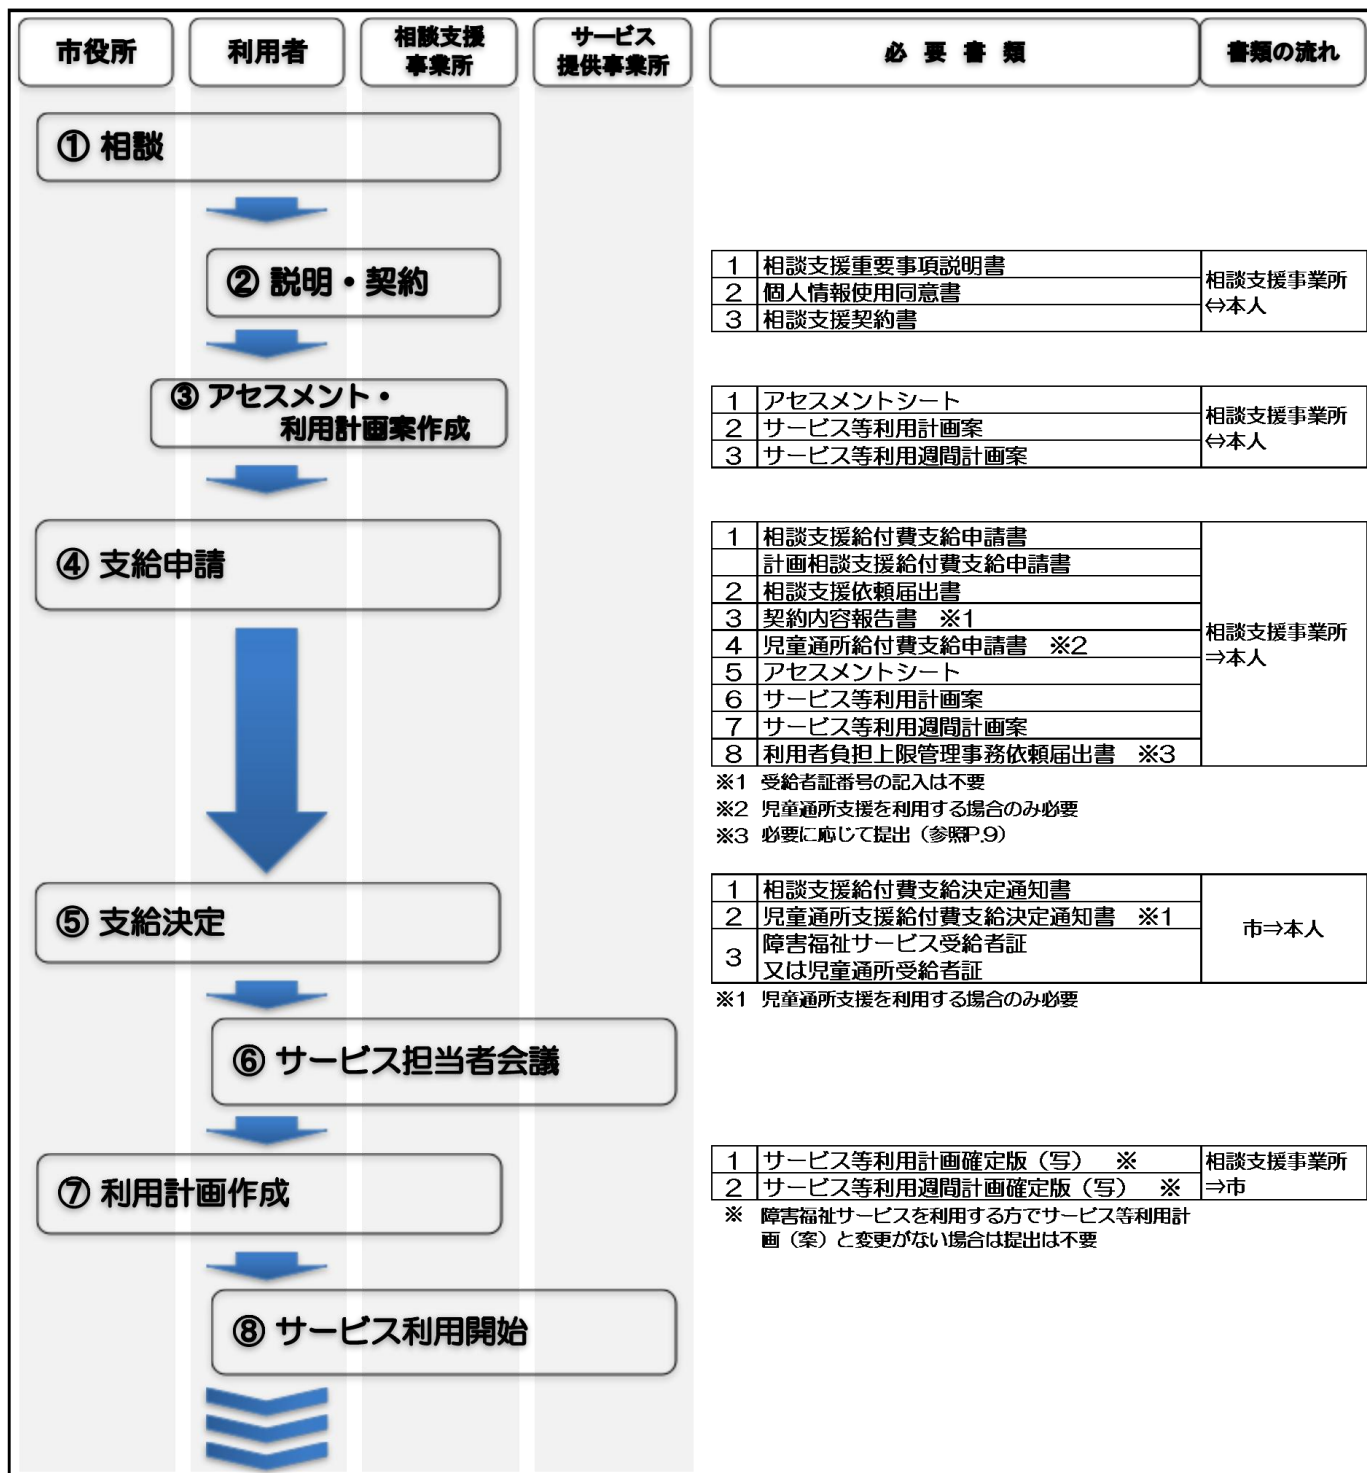 市役所
利用者
相談支援
事業所
サービス
提供事業所
必要書類
書類の流れ
① 相談
② 説明・契約
1 相談支援重要事項説明書
2 個人情報使用同意書
3 相談支援契約書
相談支援事業所
⇔本人
③ アセスメント・
利用計画案作成
1 アセスメントシート
2 サービス等利用計画案
3 サービス等利用週間計画案
相談支援事業所
⇔本人
④ 支給申請
1 相談支援給付費支給申請書
計画相談支援給付費支給申請書
2 相談支援依頼届出書
3 契約内容報告書 ※1
4 児童通所給付費支給申請書 ※2
5 アセスメントシート
6 サービス等利用計画案
7 サービス等利用週間計画案
8 利用者負担上限管理事務依頼届出書 ※3
相談支援事業所
⇒本人
※1 受給者証番号の記入は不要
※2 児童通所支援を利用する場合のみ必要
※3 必要に応じて提出（参照P.9）
⑤ 支給決定
1 相談支援給付費支給決定通知書
2 児童通所支援給付費支給決定通知書 ※1
3 障害福祉サービス受給者証
又は児童通所受給者証
市⇒本人
※1 児童通所支援を利用する場合のみ必要
⑥ サービス担当者会議
⑦ 利用計画作成
1 サービス等利用計画確定版（写） ※
2 サービス等利用週間計画確定版（写） ※
相談支援事業所
⇒市
※ 障害福祉サービスを利用する方でサービス等利用計
画（案）と変更がない場合は提出は不要
⑧ サービス利用開始